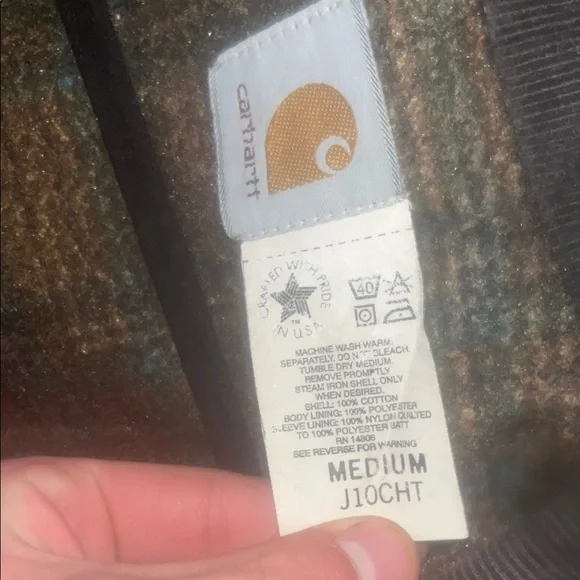 carhartt
CRAFTED WITH PRIDE
TM
IN U.S.A
40
MACHINE WASH WARM.
SEPARATELY. DO NOT BLEACH.
TUMBLE DRY MEDIUM.
REMOVE PROMPTLY
STEAM IRON SHELL ONLY
WHEN DESIRED.
SHELL: 100% COTTON
BODY LINING: 100% POLYESTER
SLEEVE LINING: 100% NYLON QUILTED
TO 100% POLYESTER BATT
RN 14806
SEE REVERSE FOR WARNING
MEDIUM
J10CHT